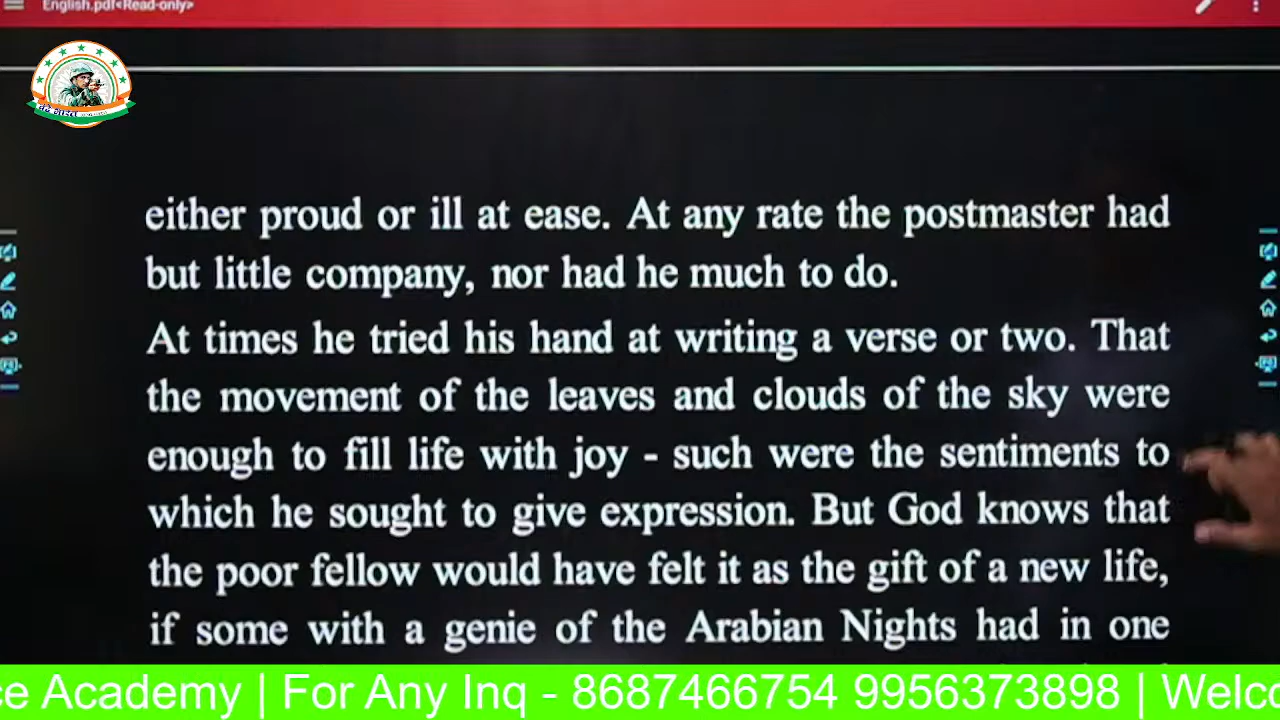 English.pdf<Read-only>
either proud or ill at ease. At any rate the postmaster had
but little company, nor had he much to do.
At times he tried his hand at writing a verse or two. That
the movement of the leaves and clouds of the sky were
enough to fill life with joy - such were the sentiments to
which he sought to give expression. But God knows that
the poor fellow would have felt it as the gift of a new life,
if some with a genie of the Arabian Nights had in one
ce Academy | For Any Inq - 8687466754 9956373898 | Welco